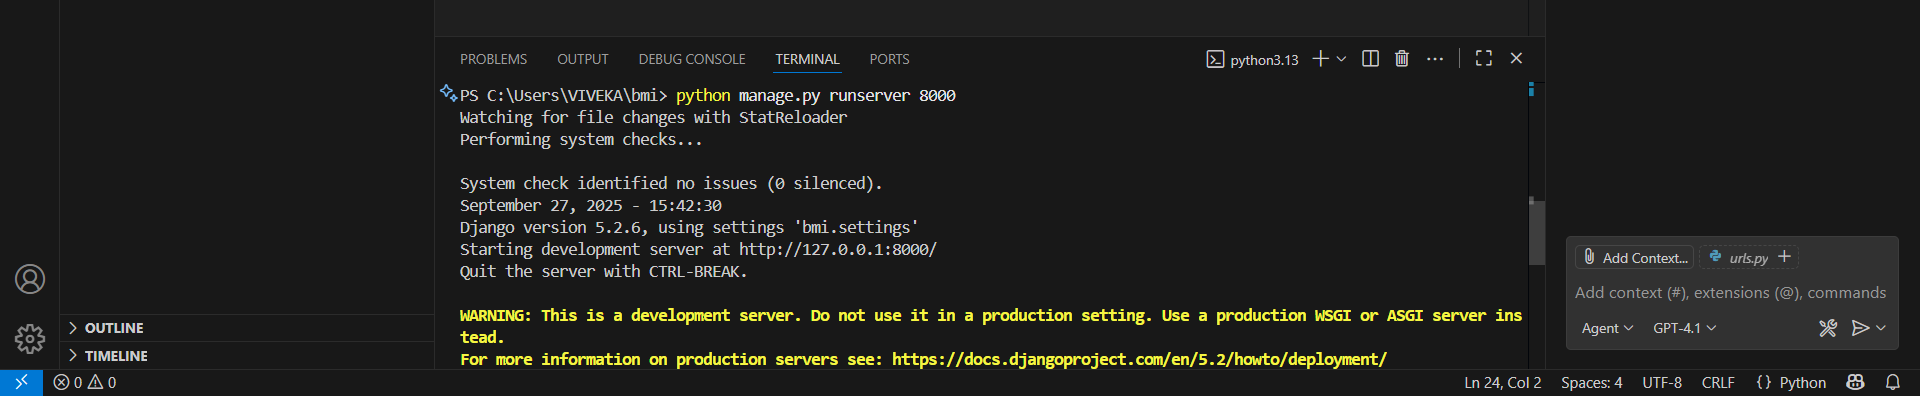 PROBLEMS OUTPUT DEBUG CONSOLE TERMINAL PORTS python3.13
PS C:\Users\VIVEKA\bmi> python manage.py runserver 8000
Watching for file changes with StatReloader
Performing system checks...
System check identified no issues (0 silenced).
September 27, 2025 - 15:42:30
Django version 5.2.6, using settings 'bmi.settings'
Starting development server at http://127.0.0.1:8000/
Quit the server with CTRL-BREAK.
WARNING: This is a development server. Do not use it in a production setting. Use a production WSGI or ASGI server ins
tead.
For more information on production servers see: https://docs.djangoproject.com/en/5.2/howto/deployment/
OUTLINE
TIMELINE
Add Context... urls.py
Add context (#), extensions (@), commands
Agent GPT-4.1
0 0 Ln 24, Col 2 Spaces: 4 UTF-8 CRLF {} Python